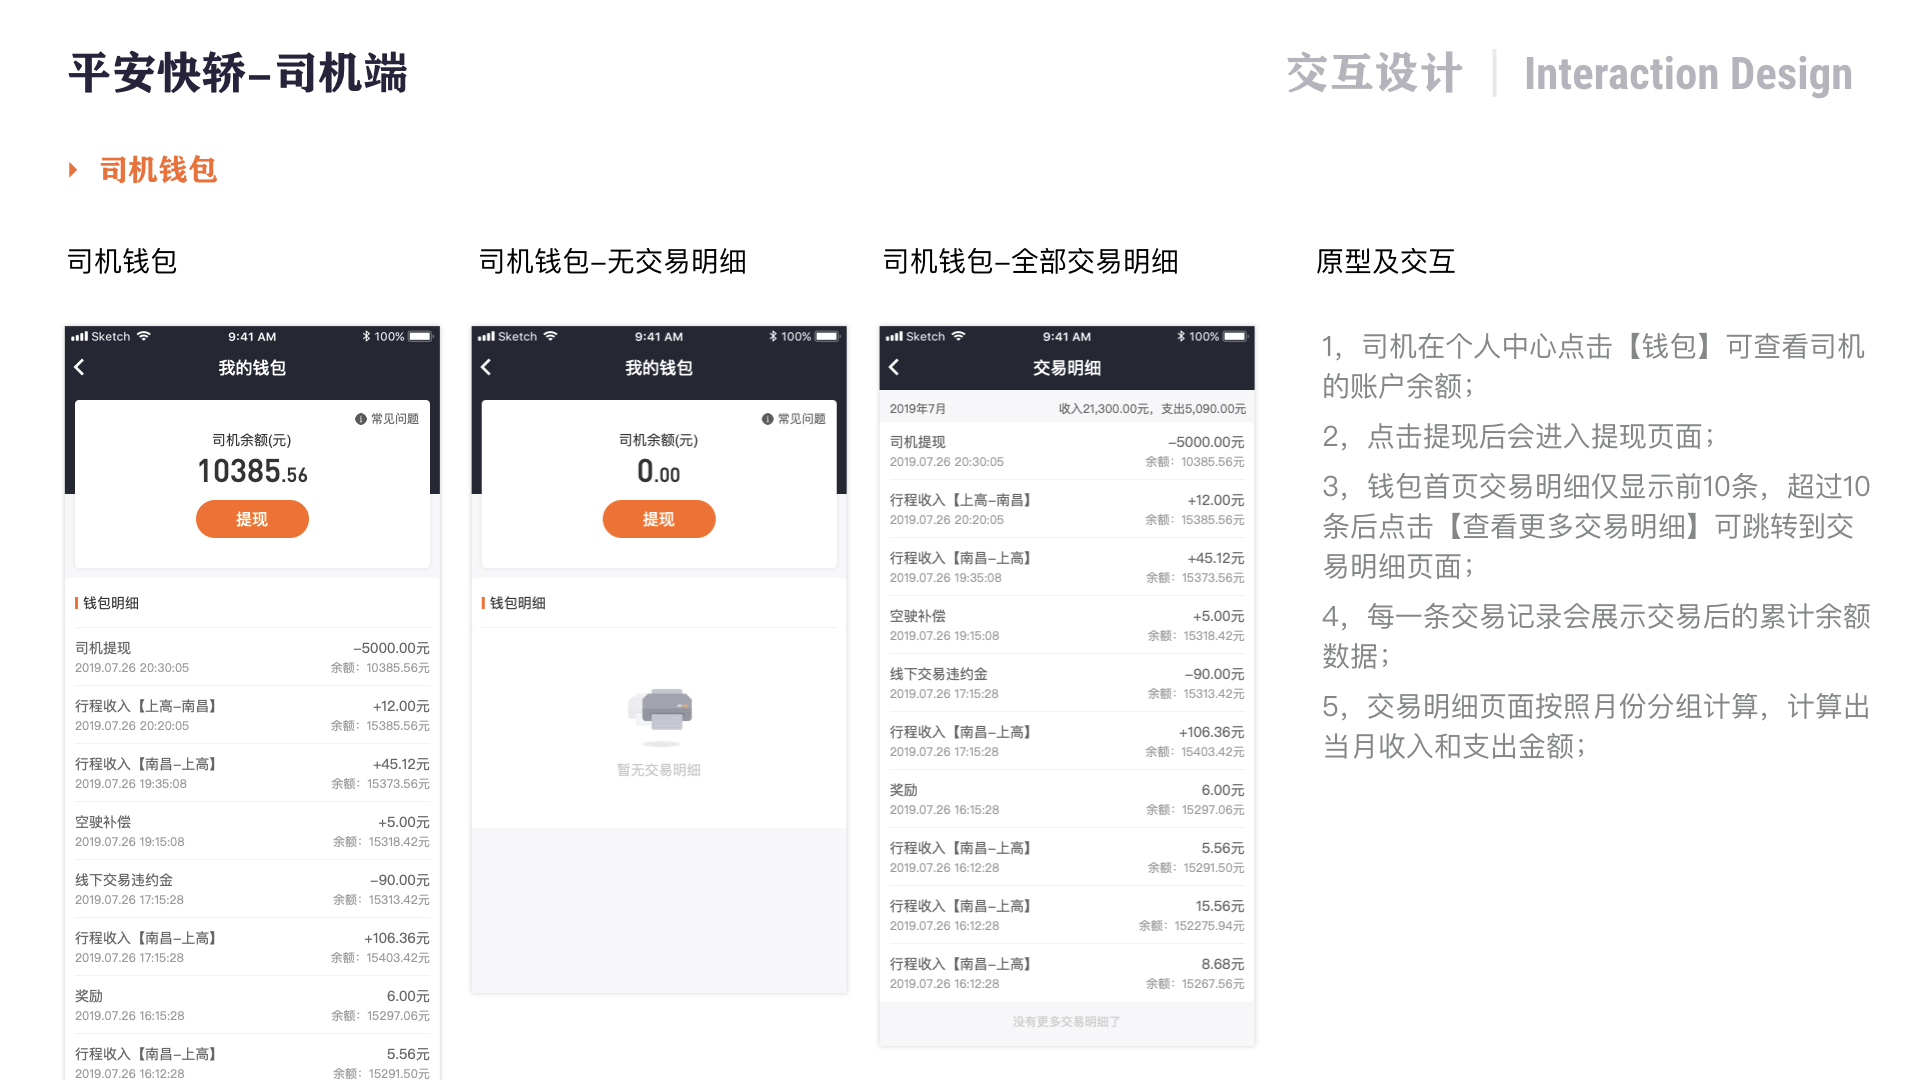 平安快轿–司机端
交互设计 | Interaction Design
司机钱包
司机钱包
Sketch 9:41 AM 100%
我的钱包
常见问题
司机余额(元)
10385.56
提现
钱包明细
司机提现 –5000.00元
2019.07.26 20:30:05 余额：10385.56元
行程收入【上高–南昌】 +12.00元
2019.07.26 20:20:05 余额：15385.56元
行程收入【南昌–上高】 +45.12元
2019.07.26 19:35:08 余额：15373.56元
空驶补偿 +5.00元
2019.07.26 19:15:08 余额：15318.42元
线下交易违约金 –90.00元
2019.07.26 17:15:28 余额：15313.42元
行程收入【南昌–上高】 +106.36元
2019.07.26 17:15:28 余额：15403.42元
奖励 6.00元
2019.07.26 16:15:28 余额：15297.06元
行程收入【南昌–上高】 5.56元
2019.07.26 16:12:28 余额：15291.50元
司机钱包–无交易明细
Sketch 9:41 AM 100%
我的钱包
常见问题
司机余额(元)
0.00
提现
钱包明细
暂无交易明细
司机钱包–全部交易明细
Sketch 9:41 AM 100%
交易明细
2019年7月 收入21,300.00元，支出5,090.00元
司机提现 –5000.00元
2019.07.26 20:30:05 余额：10385.56元
行程收入【上高–南昌】 +12.00元
2019.07.26 20:20:05 余额：15385.56元
行程收入【南昌–上高】 +45.12元
2019.07.26 19:35:08 余额：15373.56元
空驶补偿 +5.00元
2019.07.26 19:15:08 余额：15318.42元
线下交易违约金 –90.00元
2019.07.26 17:15:28 余额：15313.42元
行程收入【南昌–上高】 +106.36元
2019.07.26 17:15:28 余额：15403.42元
奖励 6.00元
2019.07.26 16:15:28 余额：15297.06元
行程收入【南昌–上高】 5.56元
2019.07.26 16:12:28 余额：15291.50元
行程收入【南昌–上高】 15.56元
2019.07.26 16:12:28 余额：152275.94元
行程收入【南昌–上高】 8.68元
2019.07.26 16:12:28 余额：15267.56元
没有更多交易明细了
原型及交互
1，司机在个人中心点击【钱包】可查看司机
的账户余额；
2，点击提现后会进入提现页面；
3，钱包首页交易明细仅显示前10条，超过10
条后点击【查看更多交易明细】可跳转到交
易明细页面；
4，每一条交易记录会展示交易后的累计余额
数据；
5，交易明细页面按照月份分组计算，计算出
当月收入和支出金额；